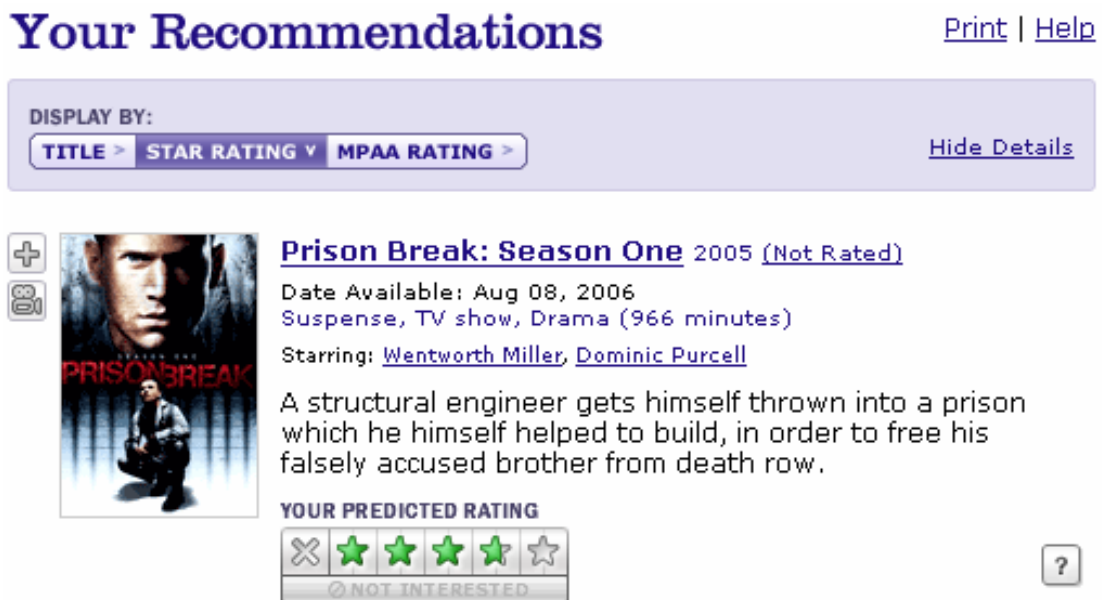 Your Recommendations
Print | Help
DISPLAY BY:
TITLE > STAR RATING v MPAA RATING >
Hide Details
Prison Break: Season One 2005 (Not Rated)
Date Available: Aug 08, 2006
Suspense, TV show, Drama (966 minutes)
Starring: Wentworth Miller, Dominic Purcell
SEASON ONE
PRISON BREAK
A structural engineer gets himself thrown into a prison
which he himself helped to build, in order to free his
falsely accused brother from death row.
YOUR PREDICTED RATING
NOT INTERESTED
?